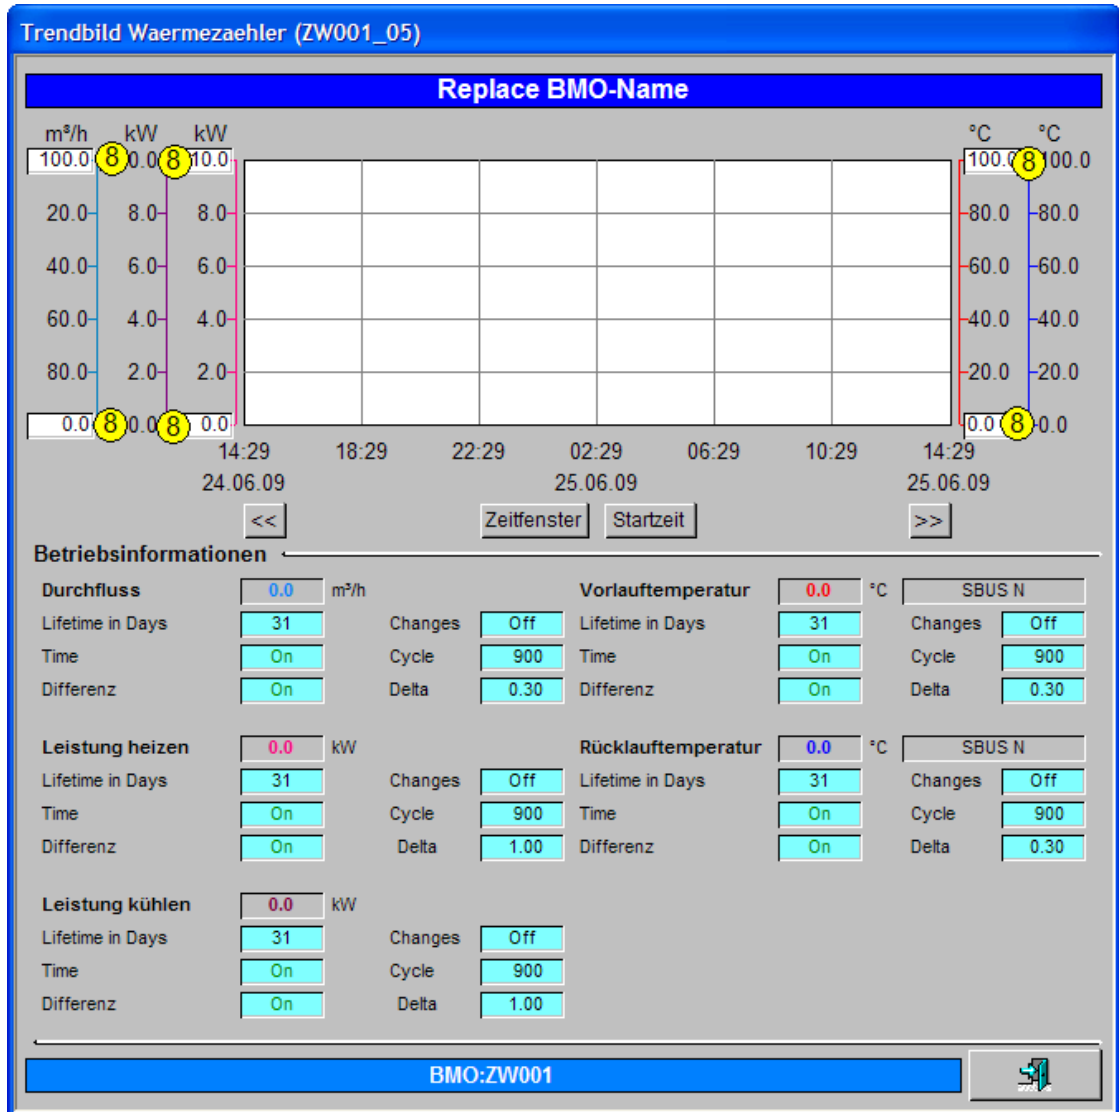 Trendbild Waermezaehler (ZW001_05)
Replace BMO-Name
m³/h kW kW °C °C
100.0 8 0.0 8 10.0 100.0 8 100.0
20.0 8.0 8.0 80.0 80.0
40.0 6.0 6.0 60.0 60.0
60.0 4.0 4.0 40.0 40.0
80.0 2.0 2.0 20.0 20.0
0.0 8 0.0 8 0.0 0.0 8 0.0
14:29 18:29 22:29 02:29 06:29 10:29 14:29
24.06.09 25.06.09 25.06.09
<< Zeitfenster Startzeit >>
Betriebsinformationen
Durchfluss 0.0 m³/h Vorlauftemperatur 0.0 °C SBUS N
Lifetime in Days 31 Changes Off Lifetime in Days 31 Changes Off
Time On Cycle 900 Time On Cycle 900
Differenz On Delta 0.30 Differenz On Delta 0.30
Leistung heizen 0.0 kW Rücklauftemperatur 0.0 °C SBUS N
Lifetime in Days 31 Changes Off Lifetime in Days 31 Changes Off
Time On Cycle 900 Time On Cycle 900
Differenz On Delta 1.00 Differenz On Delta 0.30
Leistung kühlen 0.0 kW
Lifetime in Days 31 Changes Off
Time On Cycle 900
Differenz On Delta 1.00
BMO:ZW001